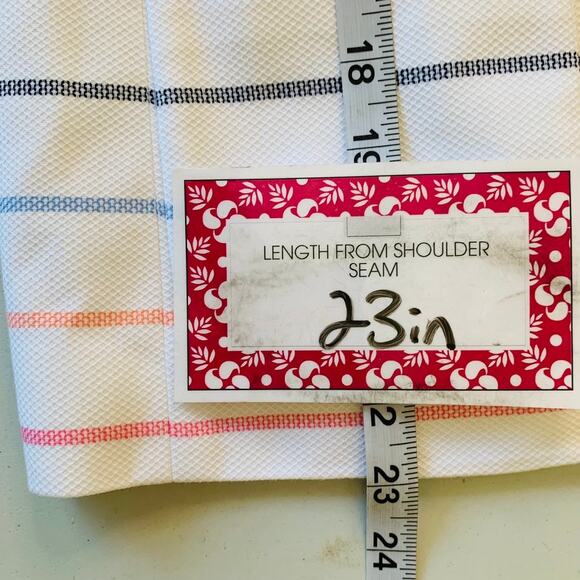 18
19
LENGTH FROM SHOULDER
SEAM
23in
2
23
24